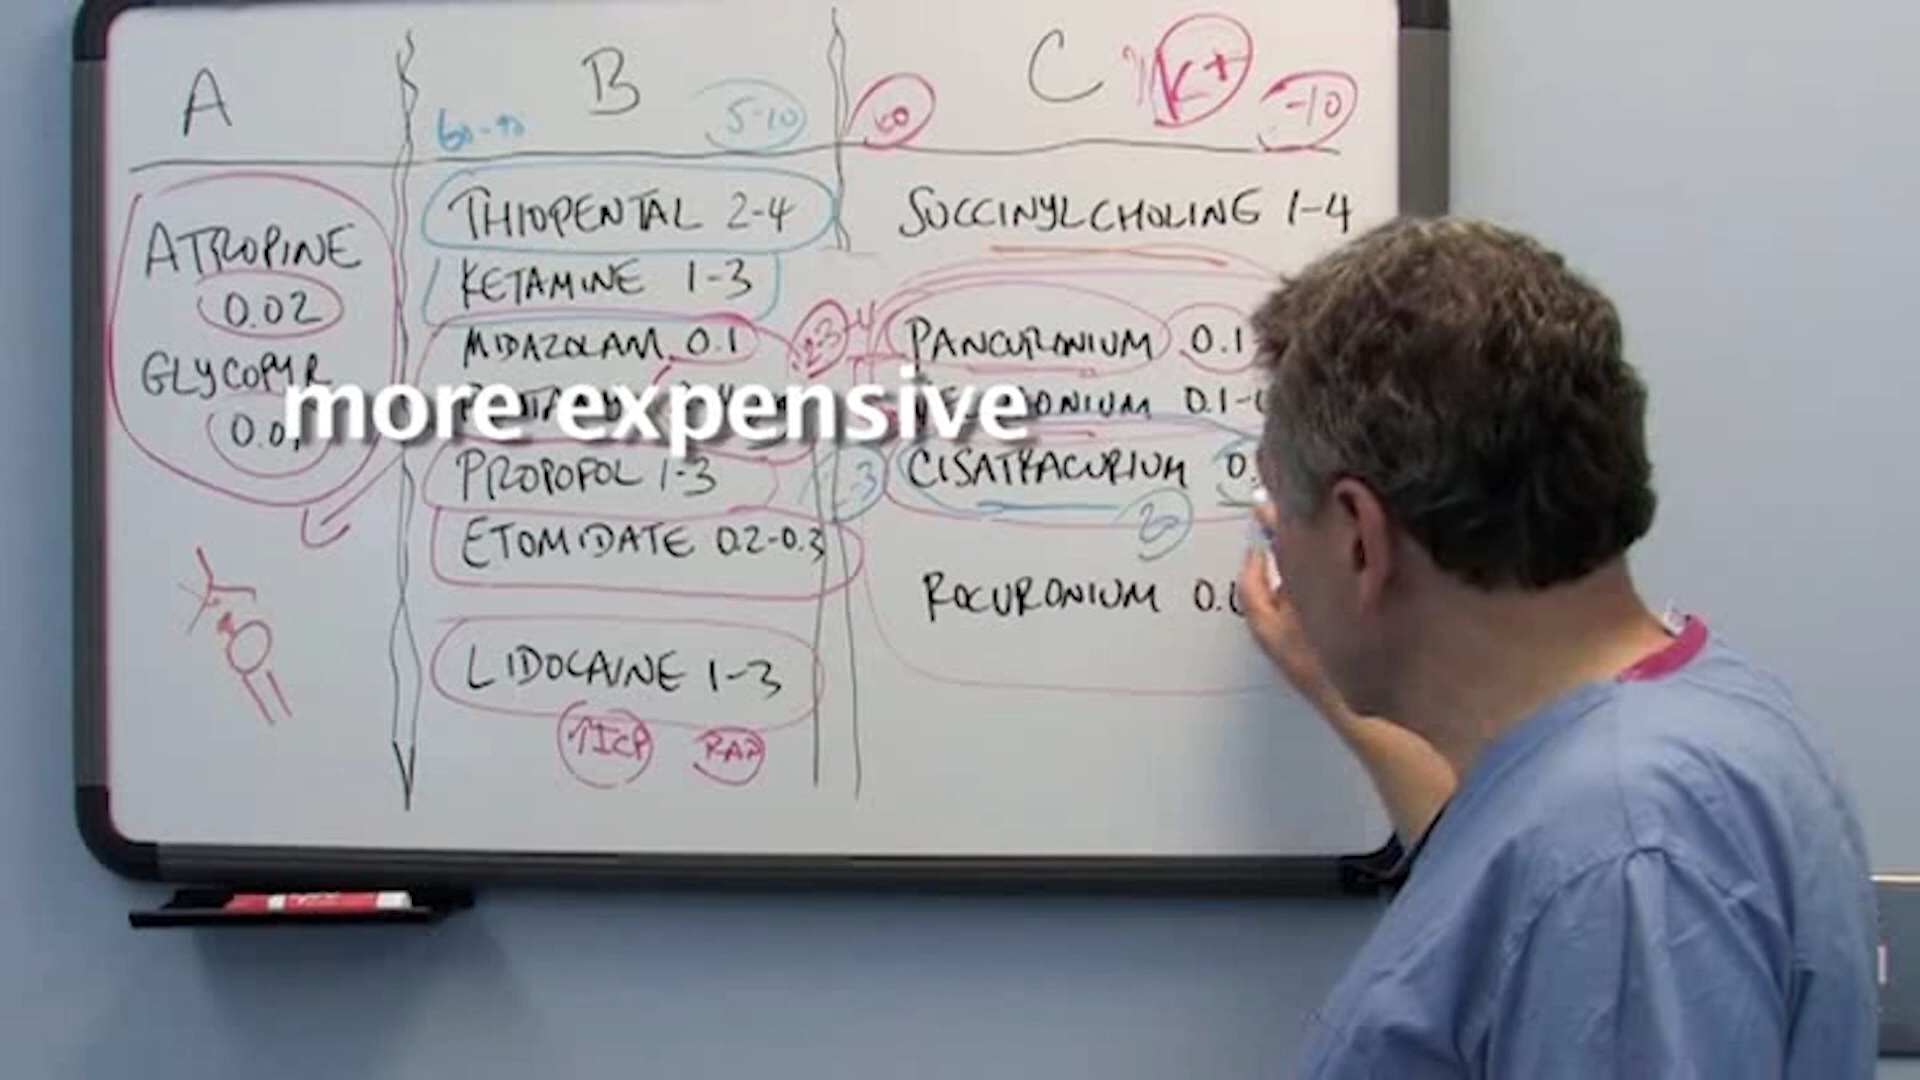 A
ATROPINE
0.02
GLYCOPYR
B
60-90
5-10
THIOPENTAL 2-4
KETAMINE 1-3
MIDAZOLAM 0.1
PROPOFOL 1-3
ETOMIDATE 0.2-0.3
LIDOCAINE 1-3
↑ICP
C
K+
-10
60
SUCCINYLCHOLINE 1-4
PANCURONIUM 0.1
CISATRACURIUM
ROCURONIUM
more expensive